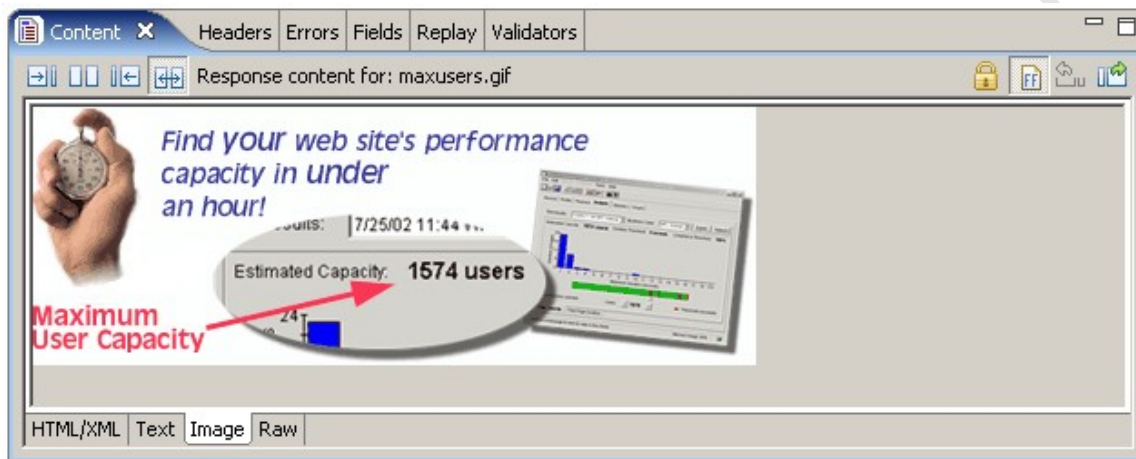 Content Headers Errors Fields Replay Validators
Response content for: maxusers.gif
FF
Find your web site's performance
capacity in under
an hour!
7/25/02 11:44
Estimated Capacity: 1574 users
Maximum
User Capacity
24
HTML/XML Text Image Raw